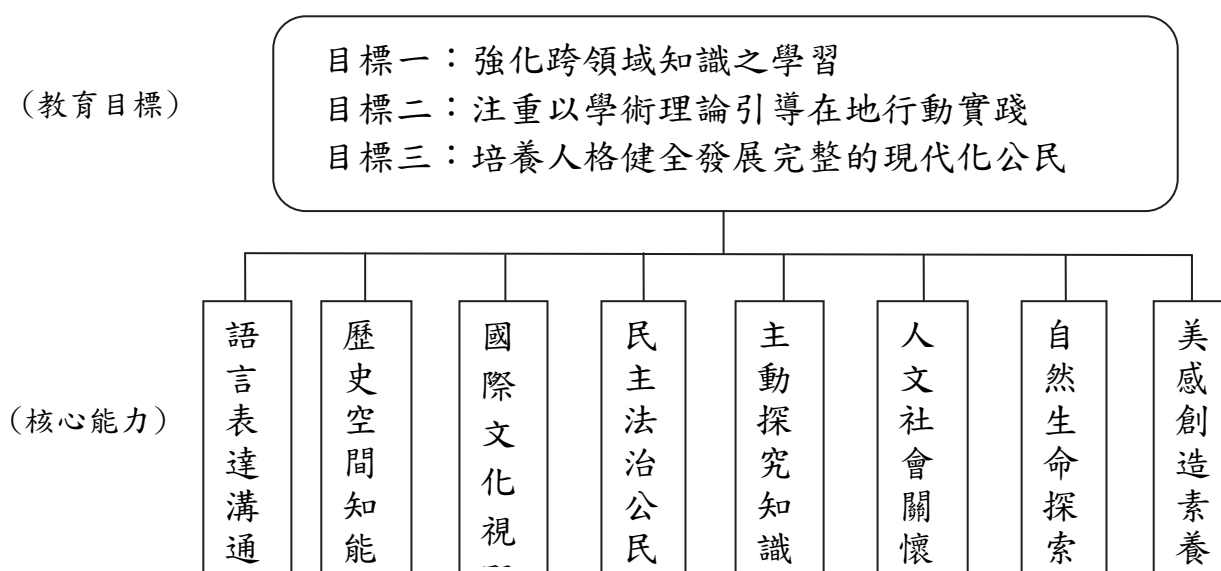 目標一：強化跨領域知識之學習
(教育目標)
目標二：注重以學術理論引導在地行動實踐
目標三：培養人格健全發展完整的現代化公民
(核心能力)
語言表達溝通
歷史空間知能
國際文化視
民主法治公民
主動探究知識
人文社會關懷
自然生命探索
美感創造素養